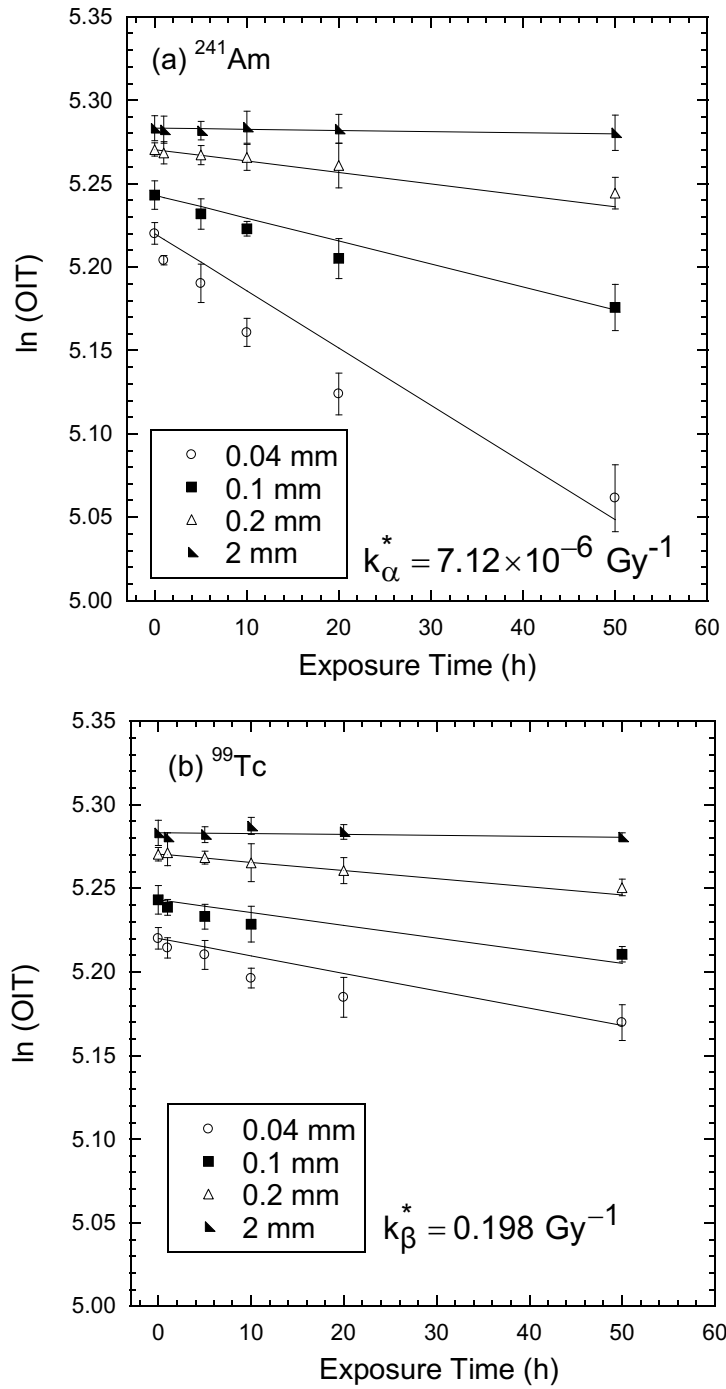 (a) ²⁴¹Am
5.35
5.30
5.25
5.20
5.15
5.10
5.05
5.00
ln (OIT)
0.04 mm
0.1 mm
0.2 mm
2 mm
k*α = 7.12×10⁻⁶ Gy⁻¹
0 10 20 30 40 50 60
Exposure Time (h)
(b) ⁹⁹Tc
5.35
5.30
5.25
5.20
5.15
5.10
5.05
5.00
ln (OIT)
0.04 mm
0.1 mm
0.2 mm
2 mm
k*β = 0.198 Gy⁻¹
0 10 20 30 40 50 60
Exposure Time (h)